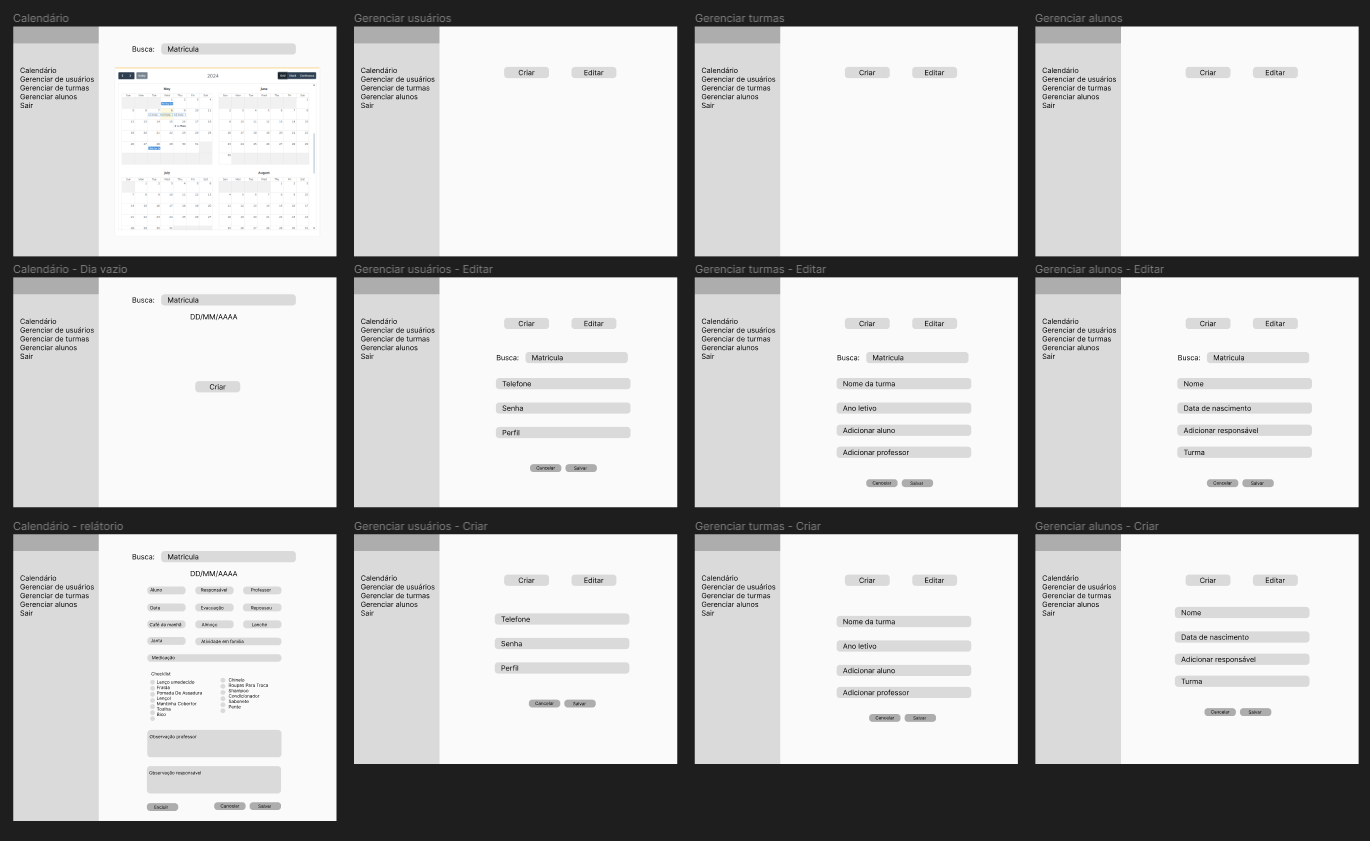 Calendário
Busca: Matricula
Calendário
Gerenciar de usuários
Gerenciar de turmas
Gerenciar alunos
Sair
2024
May
June
July
August
Gerenciar usuários
Criar Editar
Calendário
Gerenciar de usuários
Gerenciar de turmas
Gerenciar alunos
Sair
Gerenciar turmas
Criar Editar
Calendário
Gerenciar de usuários
Gerenciar de turmas
Gerenciar alunos
Sair
Gerenciar alunos
Criar Editar
Calendário
Gerenciar de usuários
Gerenciar de turmas
Gerenciar alunos
Sair
Calendário - Dia vazio
Busca: Matricula
DD/MM/AAAA
Calendário
Gerenciar de usuários
Gerenciar de turmas
Gerenciar alunos
Sair
Criar
Gerenciar usuários - Editar
Calendário
Gerenciar de usuários
Gerenciar de turmas
Gerenciar alunos
Sair
Criar Editar
Busca: Matricula
Telefone
Senha
Perfil
Cancelar Salvar
Gerenciar turmas - Editar
Calendário
Gerenciar de usuários
Gerenciar de turmas
Gerenciar alunos
Sair
Criar Editar
Busca: Matricula
Nome da turma
Ano letivo
Adicionar aluno
Adicionar professor
Cancelar Salvar
Gerenciar alunos - Editar
Calendário
Gerenciar de usuários
Gerenciar de turmas
Gerenciar alunos
Sair
Criar Editar
Busca: Matricula
Nome
Data de nascimento
Adicionar responsável
Turma
Cancelar Salvar
Calendário - relátorio
Busca: Matricula
DD/MM/AAAA
Calendário
Gerenciar de usuários
Gerenciar de turmas
Gerenciar alunos
Sair
Aluno Responsável Professor
Data Evacuação Repousou
Café da manhã Almoço Lanche
Janta Atividade em família
Medicação
Checklist
Lenço umedecido
Fralda
Pomada De Assadura
Lençol
Mantinha Cobertor
Toalha
Bico
Chinelo
Roupas Para Troca
Shampoo
Condicionador
Sabonete
Pente
Observação professor
Observação responsável
Excluir Cancelar Salvar
Gerenciar usuários - Criar
Calendário
Gerenciar de usuários
Gerenciar de turmas
Gerenciar alunos
Sair
Criar Editar
Telefone
Senha
Perfil
Cancelar Salvar
Gerenciar turmas - Criar
Calendário
Gerenciar de usuários
Gerenciar de turmas
Gerenciar alunos
Sair
Criar Editar
Nome da turma
Ano letivo
Adicionar aluno
Adicionar professor
Cancelar Salvar
Gerenciar alunos - Criar
Calendário
Gerenciar de usuários
Gerenciar de turmas
Gerenciar alunos
Sair
Criar Editar
Nome
Data de nascimento
Adicionar responsável
Turma
Cancelar Salvar